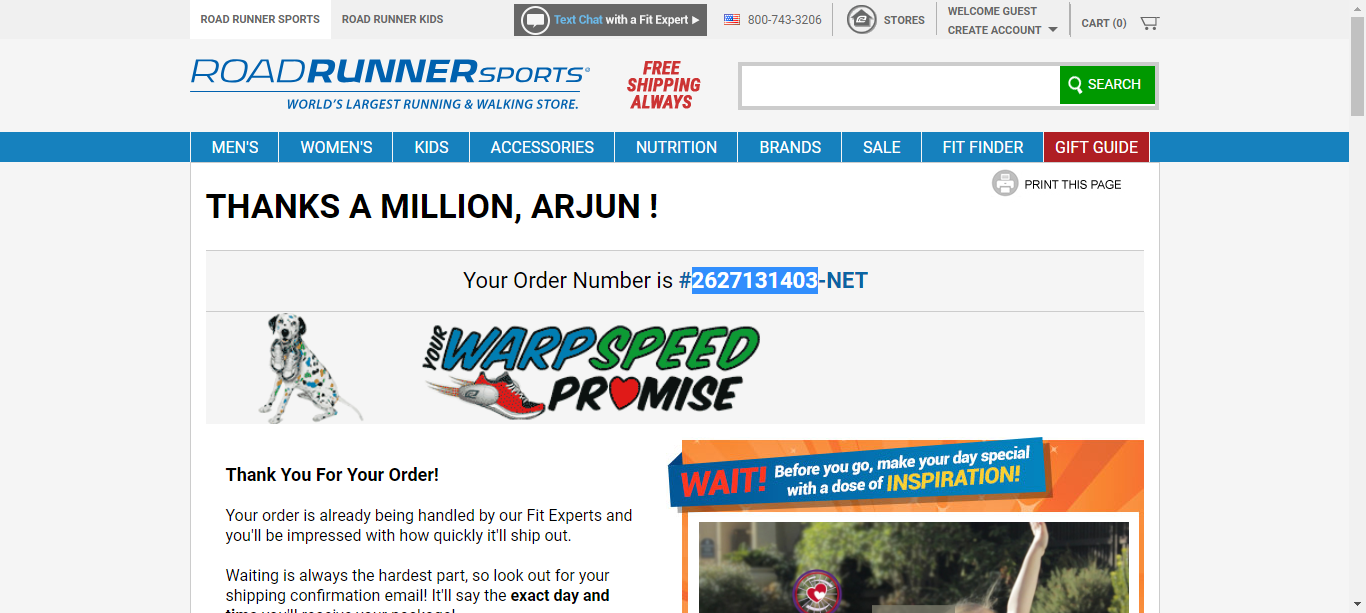 ROAD RUNNER SPORTS
ROAD RUNNER KIDS
Text Chat with a Fit Expert
800-743-3206
STORES
WELCOME GUEST
CREATE ACCOUNT
CART (0)
ROADRUNNERSPORTS®
WORLD'S LARGEST RUNNING & WALKING STORE.
FREE
SHIPPING
ALWAYS
SEARCH
MEN'S
WOMEN'S
KIDS
ACCESSORIES
NUTRITION
BRANDS
SALE
FIT FINDER
GIFT GUIDE
PRINT THIS PAGE
THANKS A MILLION, ARJUN !
Your Order Number is #2627131403-NET
YOUR WARPSPEED
PROMISE
Thank You For Your Order!
Your order is already being handled by our Fit Experts and
you'll be impressed with how quickly it'll ship out.
Waiting is always the hardest part, so look out for your
shipping confirmation email! It'll say the exact day and
time you'll receive your package!
WAIT! Before you go, make your day special
with a dose of INSPIRATION!